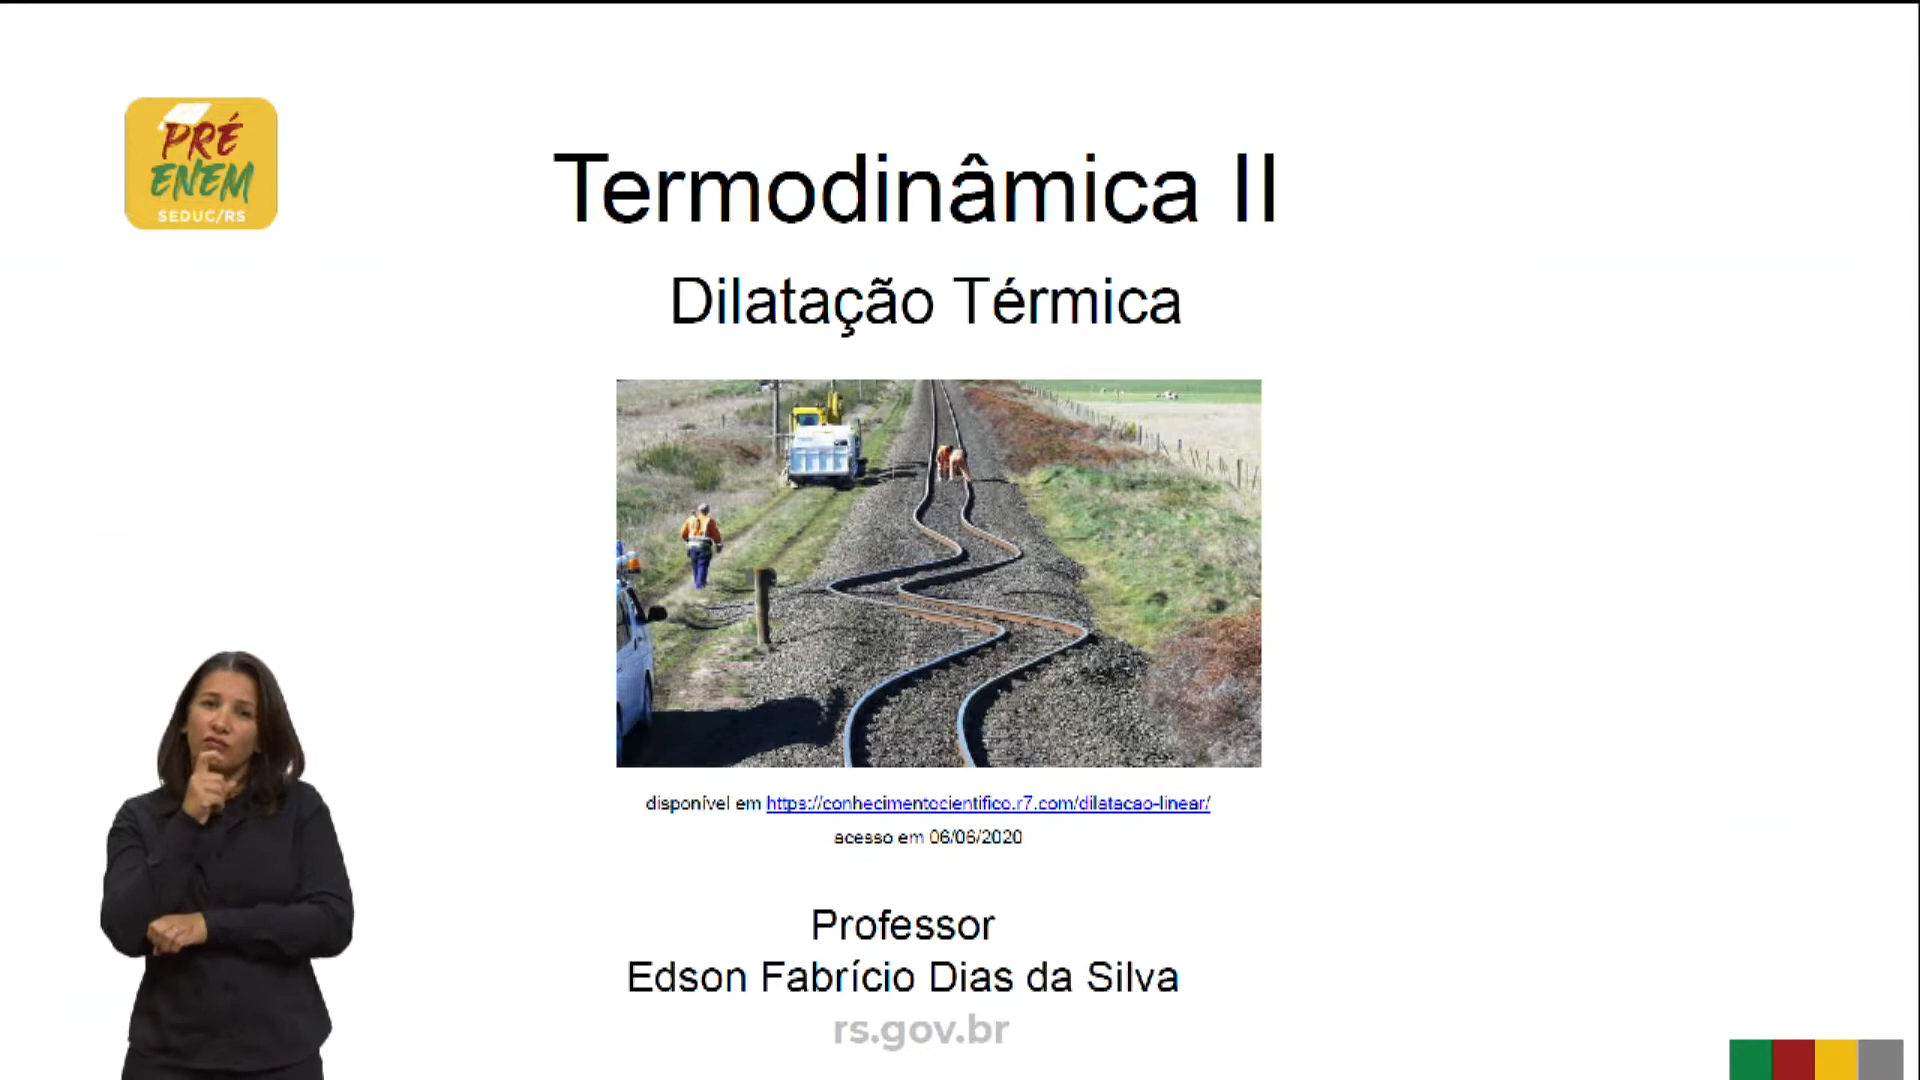 PRÉ
ENEM
SEDUC/RS
Termodinâmica II
Dilatação Térmica
disponível em https://conhecimentocientifico.r7.com/dilatacao-linear/
acesso em 06/06/2020
Professor
Edson Fabrício Dias da Silva
rs.gov.br